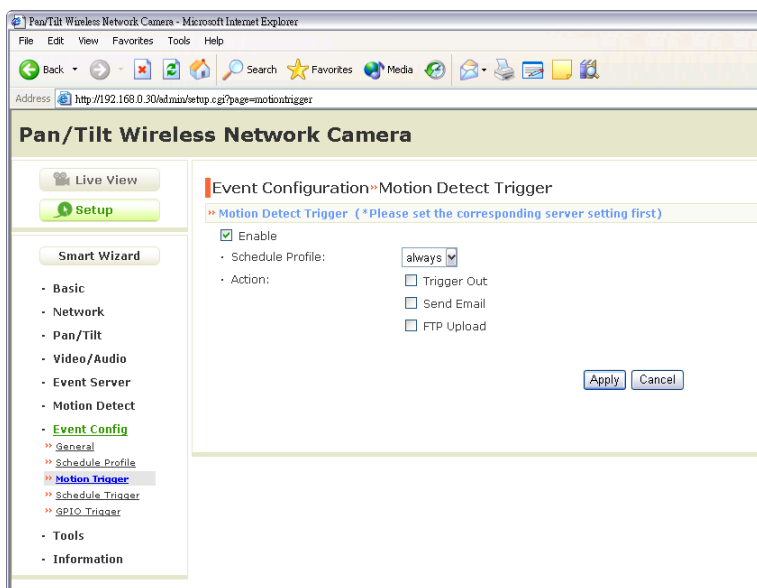 Pan/Tilt Wireless Network Camera - Microsoft Internet Explorer
File Edit View Favorites Tools Help
Back Search Favorites Media
Address http://192.168.0.30/admin/setup.cgi?page=motiontrigger
Pan/Tilt Wireless Network Camera
Live View
Setup
Smart Wizard
· Basic
· Network
· Pan/Tilt
· Video/Audio
· Event Server
· Motion Detect
· Event Config
» General
» Schedule Profile
» Motion Trigger
» Schedule Trigger
» GPIO Trigger
· Tools
· Information
Event Configuration»Motion Detect Trigger
» Motion Detect Trigger (*Please set the corresponding server setting first)
Enable
· Schedule Profile: always
· Action: Trigger Out
Send Email
FTP Upload
Apply Cancel